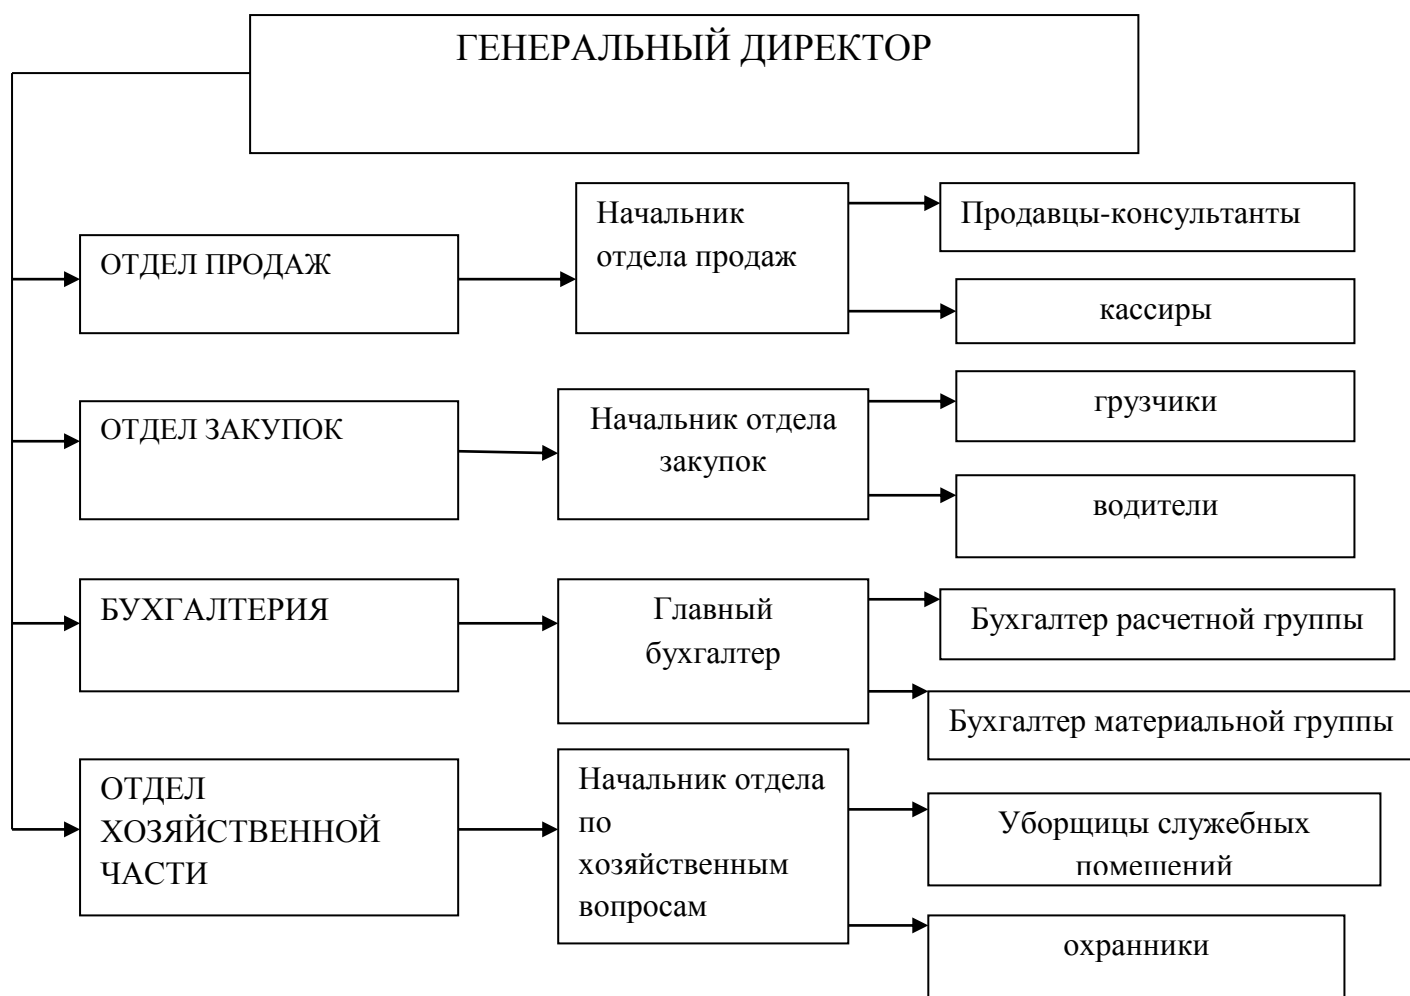 ГЕНЕРАЛЬНЫЙ ДИРЕКТОР
ОТДЕЛ ПРОДАЖ
Начальник
отдела продаж
Продавцы-консультанты
кассиры
ОТДЕЛ ЗАКУПОК
Начальник отдела
закупок
грузчики
водители
БУХГАЛТЕРИЯ
Главный
бухгалтер
Бухгалтер расчетной группы
Бухгалтер материальной группы
ОТДЕЛ
ХОЗЯЙСТВЕННОЙ
ЧАСТИ
Начальник отдела
по
хозяйственным
вопросам
Уборщицы служебных
помещений
охранники